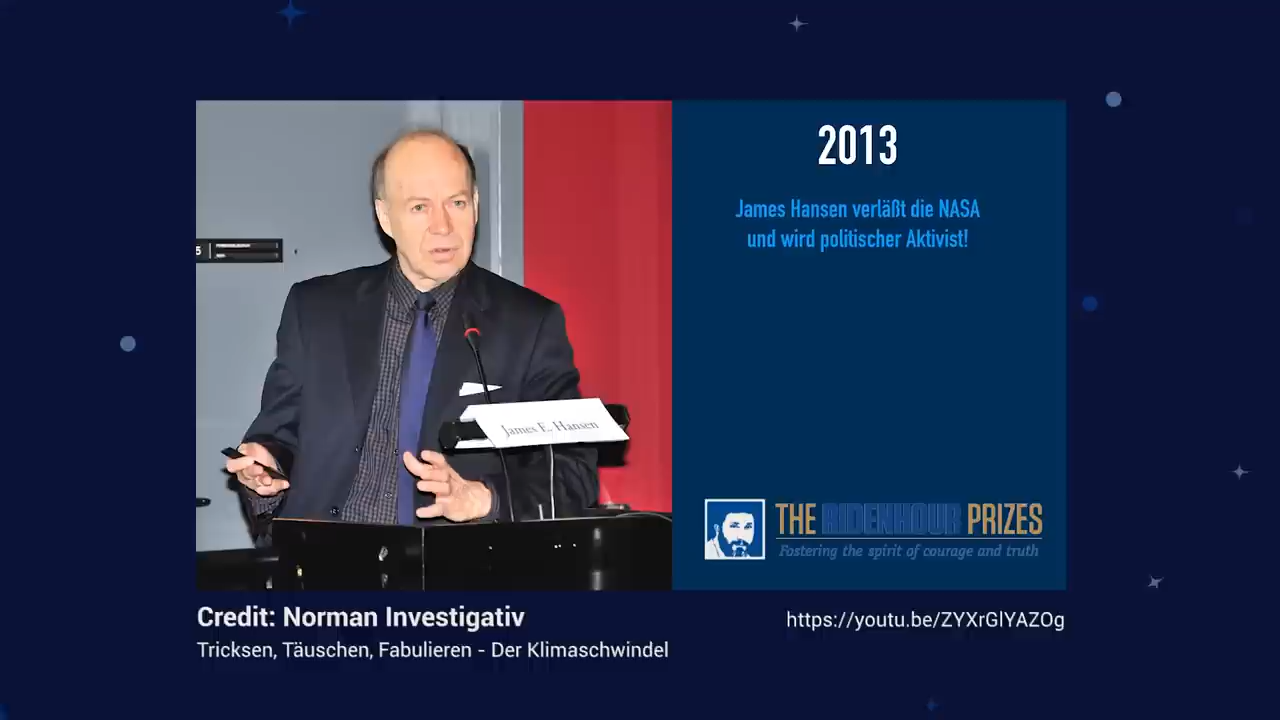 2013
James Hansen verläßt die NASA
und wird politischer Aktivist!
James E. Hansen
THE RIDENHOUR PRIZES
Fostering the spirit of courage and truth
Credit: Norman Investigativ
https://youtu.be/ZYXrGlYAZOg
Tricksen, Täuschen, Fabulieren - Der Klimaschwindel